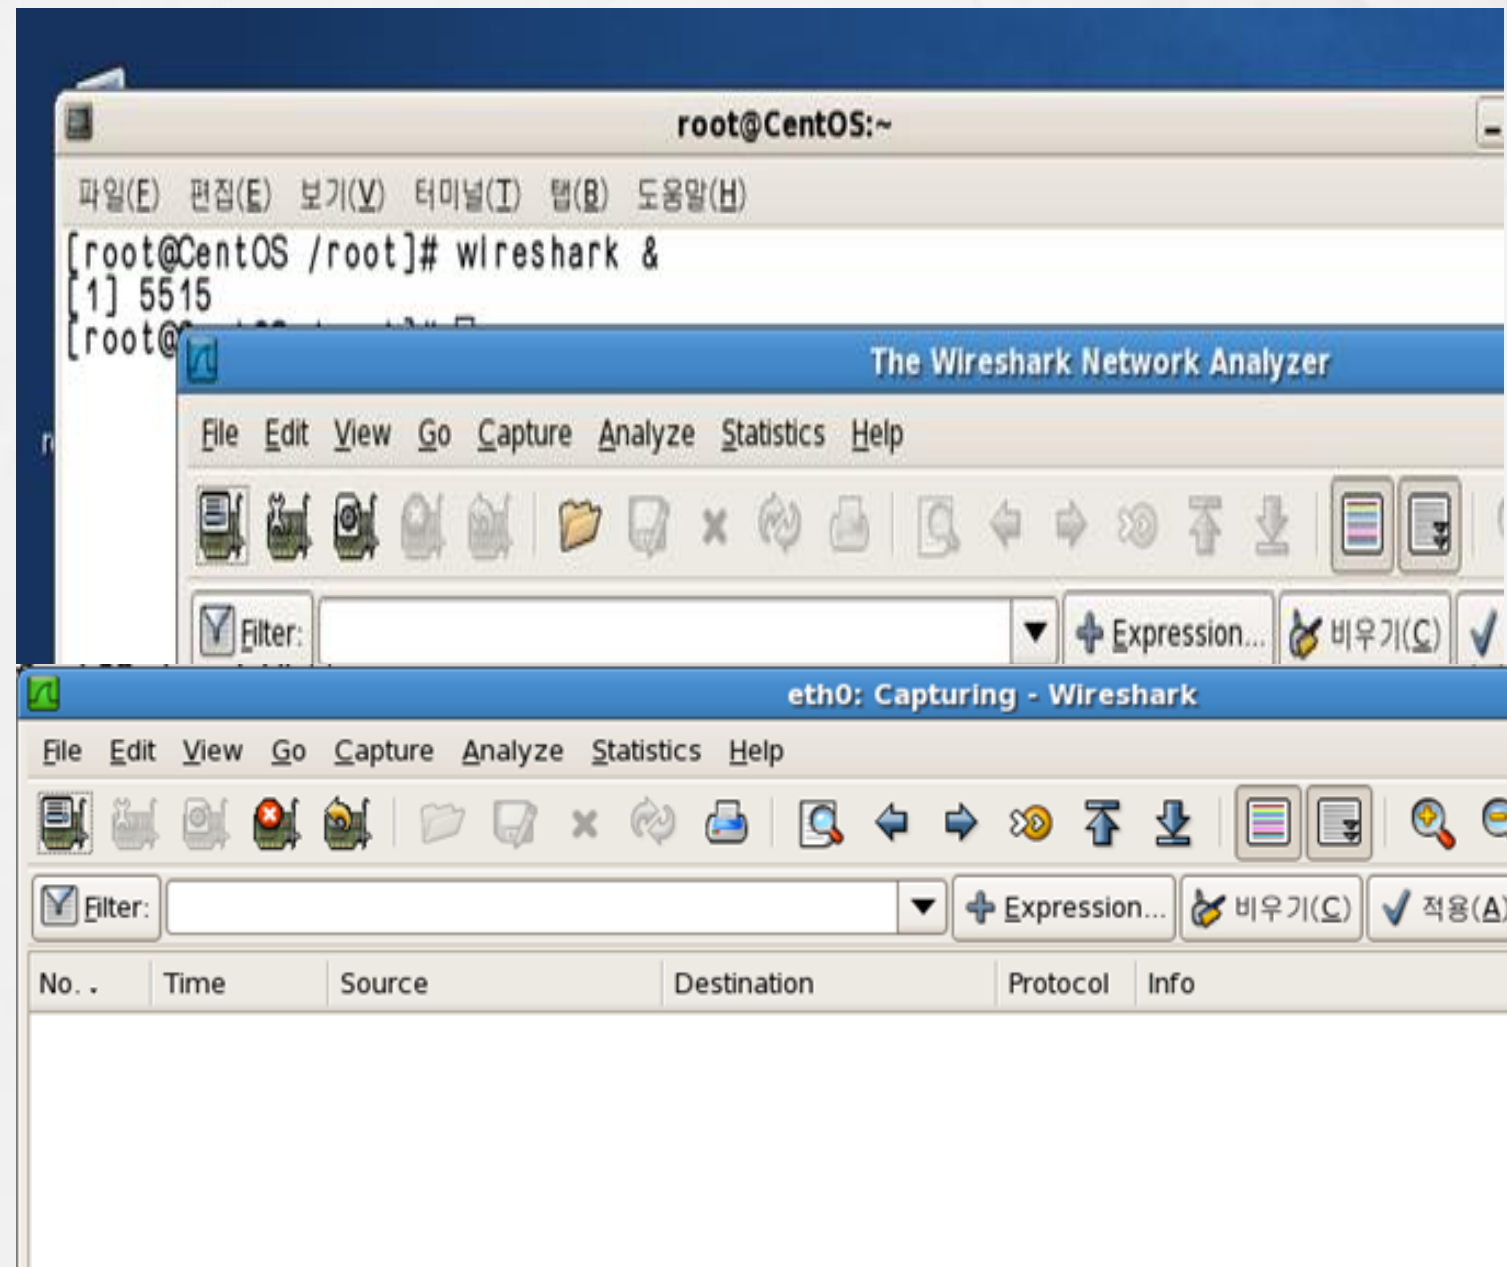 root@CentOS:~
파일(F) 편집(E) 보기(V) 터미널(T) 탭(B) 도움말(H)
[root@CentOS /root]# wireshark &
[1] 5515
[root@
The Wireshark Network Analyzer
File Edit View Go Capture Analyze Statistics Help
Filter: Expression... 비우기(C)
eth0: Capturing - Wireshark
File Edit View Go Capture Analyze Statistics Help
Filter: Expression... 비우기(C) 적용(A)
No. . Time Source Destination Protocol Info